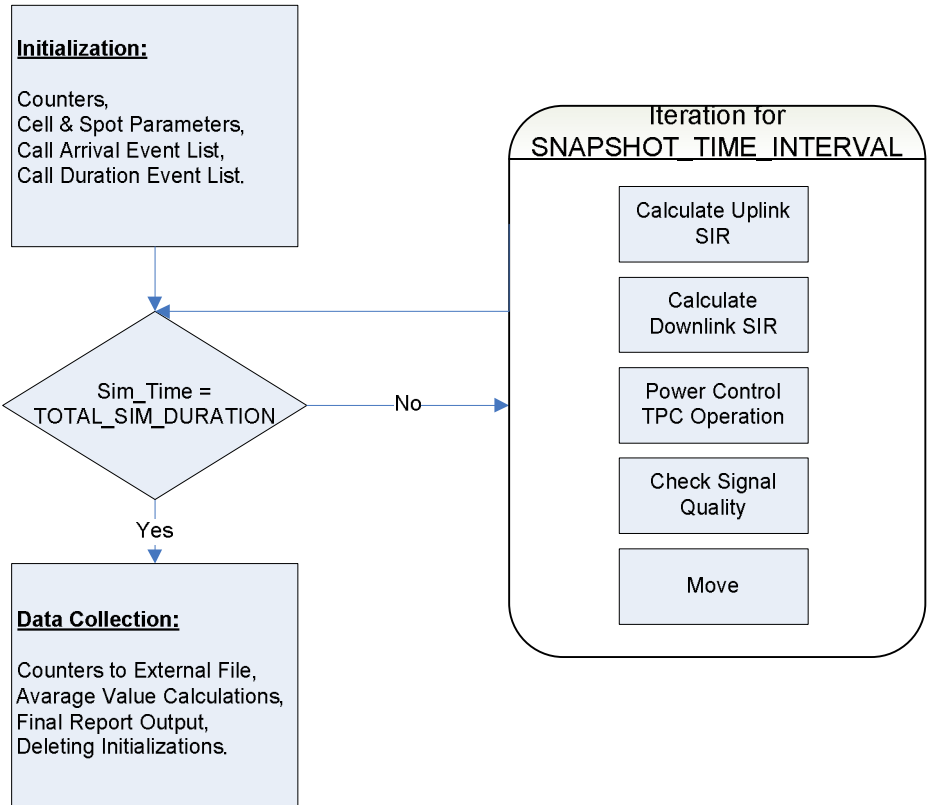 Initialization:
Counters,
Cell & Spot Parameters,
Call Arrival Event List,
Call Duration Event List.
Iteration for
SNAPSHOT_TIME_INTERVAL
Calculate Uplink
SIR
Calculate
Downlink SIR
Power Control
TPC Operation
Check Signal
Quality
Move
Sim_Time =
TOTAL_SIM_DURATION
No
Yes
Data Collection:
Counters to External File,
Avarage Value Calculations,
Final Report Output,
Deleting Initializations.